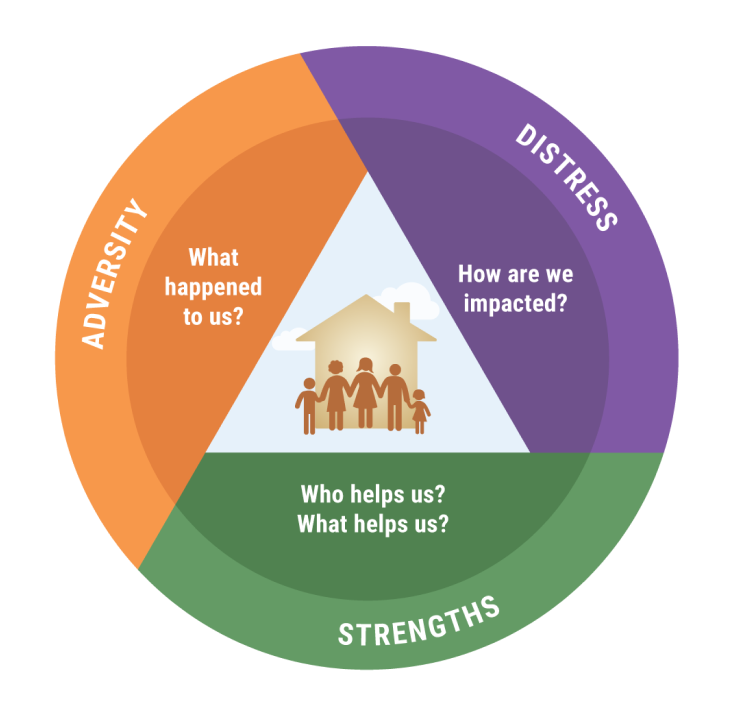 ADVERSITY
What
happened
to us?
DISTRESS
How are we
impacted?
Who helps us?
What helps us?
STRENGTHS